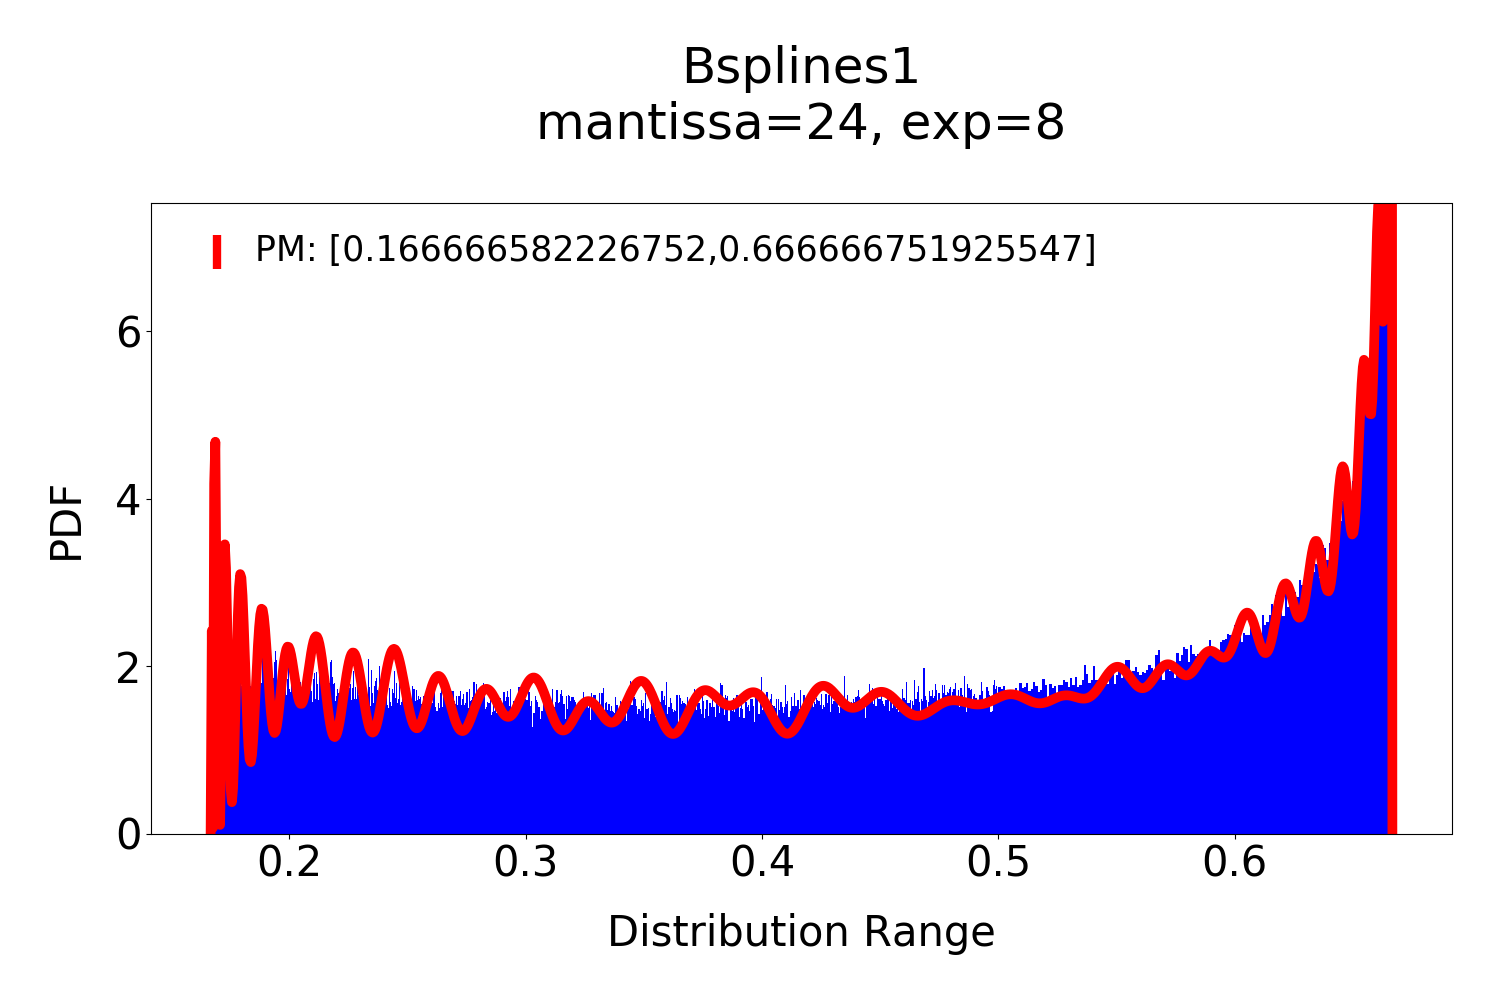 Bsplines1
mantissa=24, exp=8
PM: [0.166666582226752,0.666666751925547]
6
4
2
0
PDF
0.2 0.3 0.4 0.5 0.6
Distribution Range